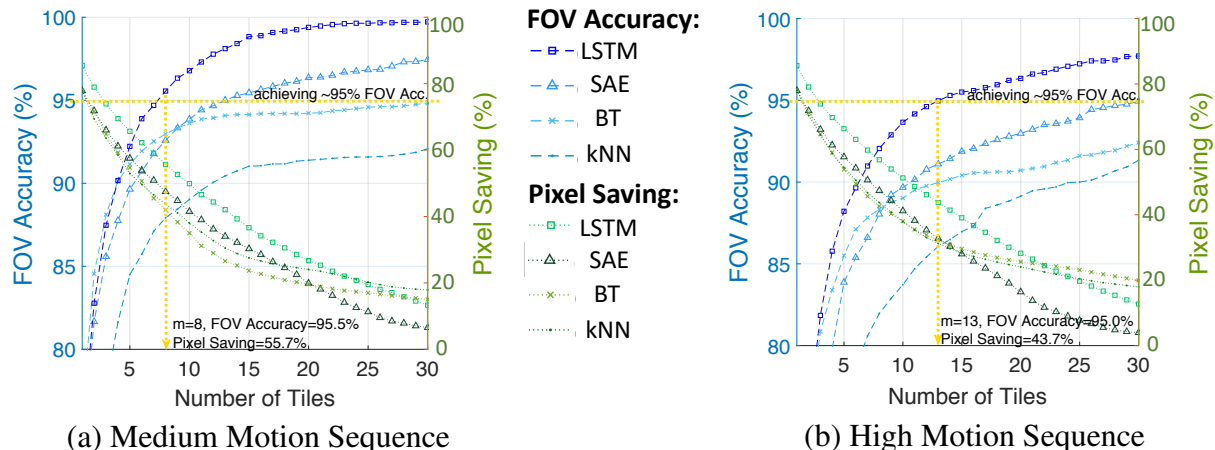 FOV Accuracy (%)
100
95
90
85
80
5
10
15
20
25
30
Number of Tiles
100
80
60
40
20
0
Pixel Saving (%)
achieving ~95% FOV Acc.
m=8, FOV Accuracy=95.5%
Pixel Saving=55.7%
(a) Medium Motion Sequence
FOV Accuracy:
LSTM
SAE
BT
kNN
Pixel Saving:
LSTM
SAE
BT
kNN
FOV Accuracy (%)
100
95
90
85
80
5
10
15
20
25
30
Number of Tiles
100
80
60
40
20
0
Pixel Saving (%)
achieving ~95% FOV Acc.
m=13, FOV Accuracy=95.0%
Pixel Saving=43.7%
(b) High Motion Sequence